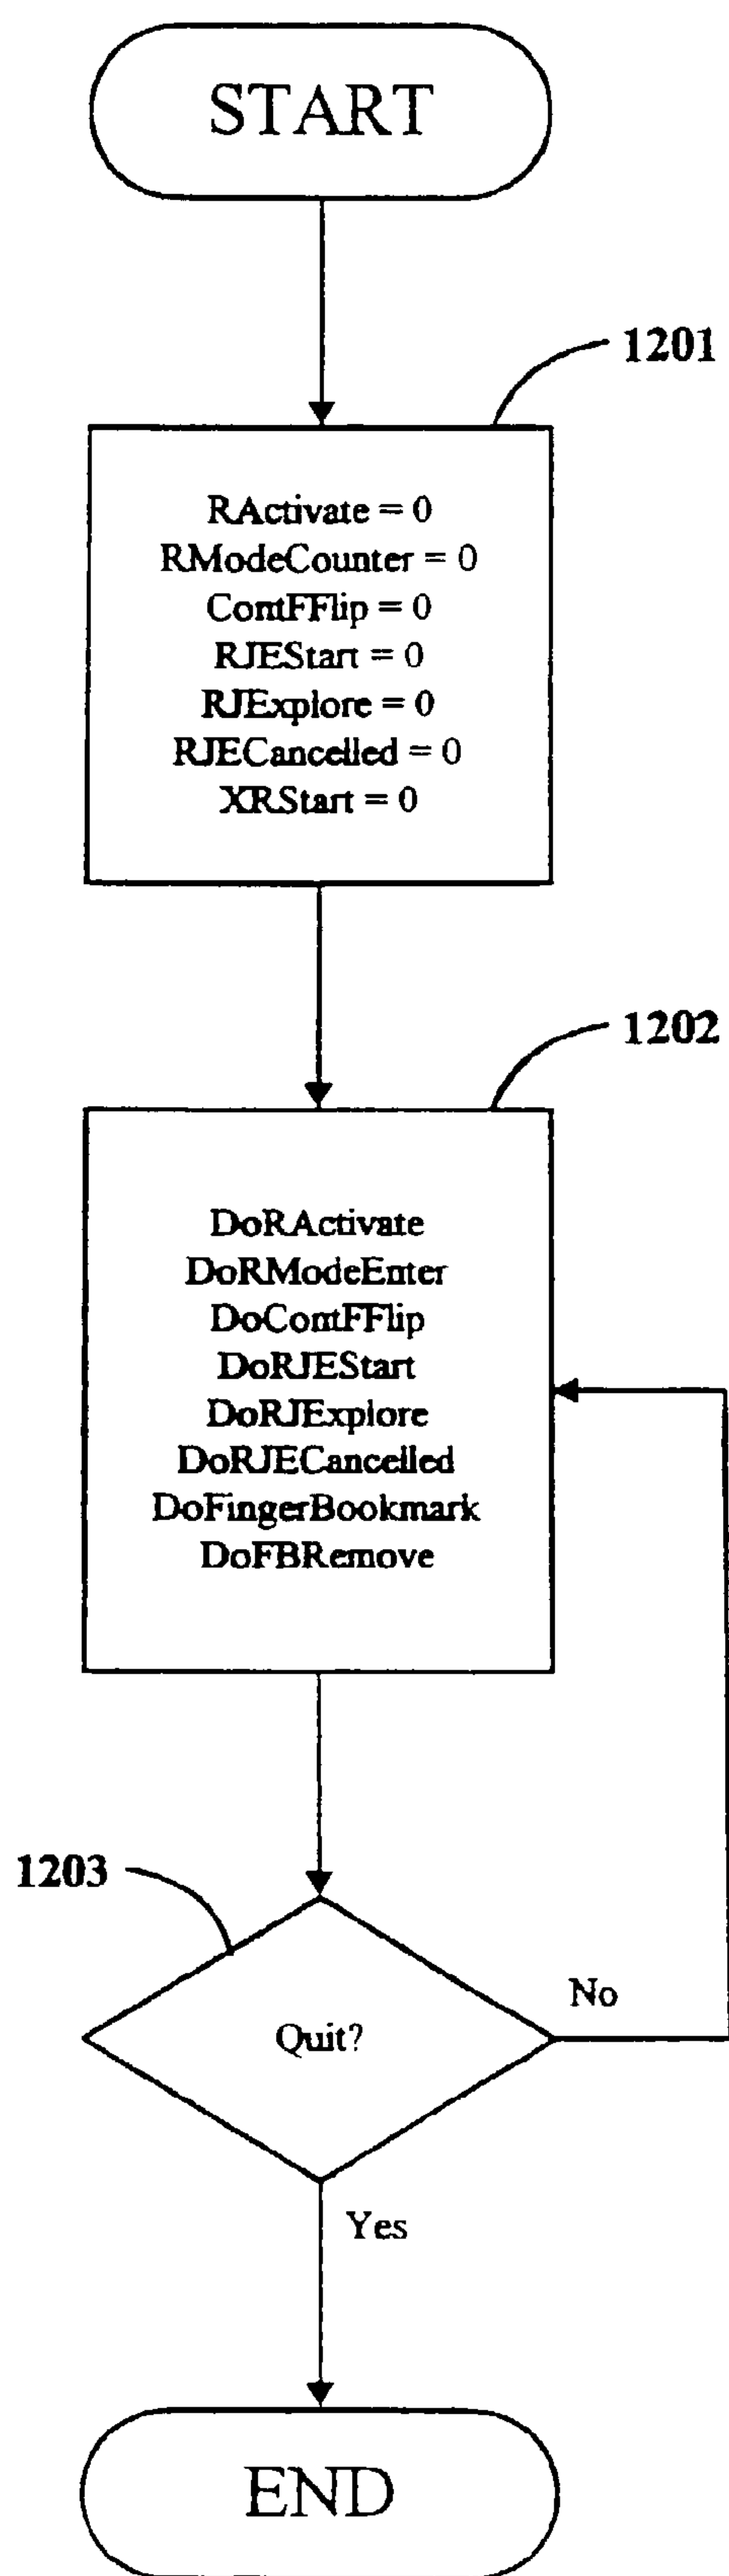 START
1201
RActivate = 0
RModeCounter = 0
ContFFlip = 0
RJEStart = 0
RJExplore = 0
RJECancelled = 0
XRStart = 0
1202
DoRActivate
DoRModeEnter
DoContFFlip
DoRJEStart
DoRJExplore
DoRJECancelled
DoFingerBookmark
DoFBRemove
1203
Quit?
No
Yes
END